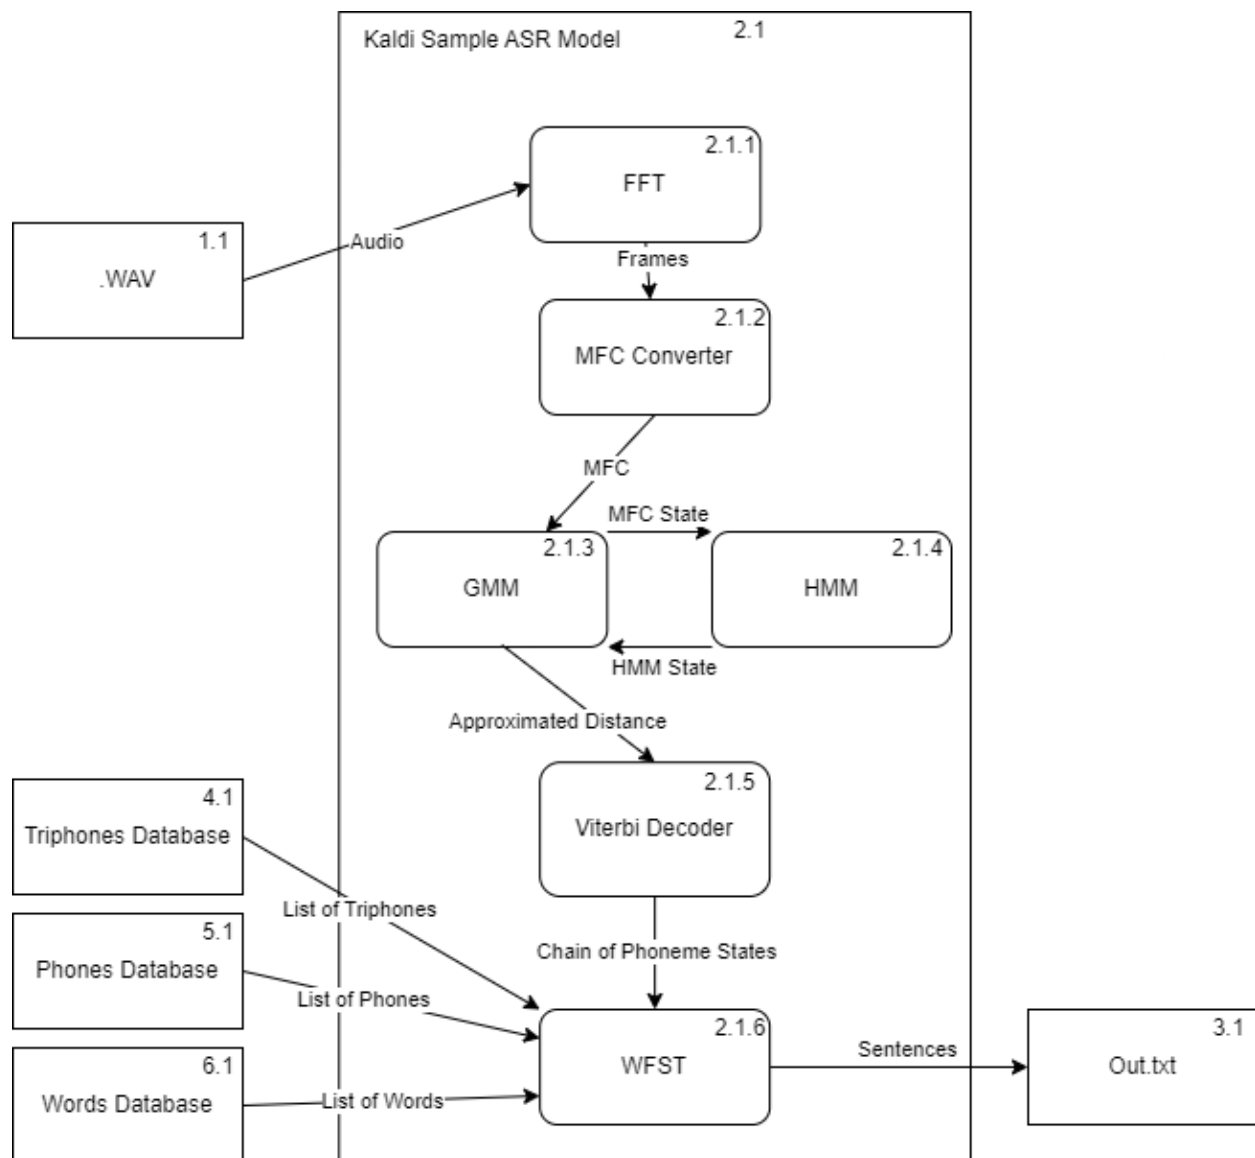 Kaldi Sample ASR Model
2.1
2.1.1
FFT
1.1
.WAV
Audio
Frames
2.1.2
MFC Converter
MFC
MFC State
2.1.3
GMM
2.1.4
HMM
HMM State
Approximated Distance
2.1.5
Viterbi Decoder
4.1
Triphones Database
List of Triphones
5.1
Phones Database
Chain of Phoneme States
List of Phones
2.1.6
WFST
6.1
Words Database
List of Words
Sentences
3.1
Out.txt